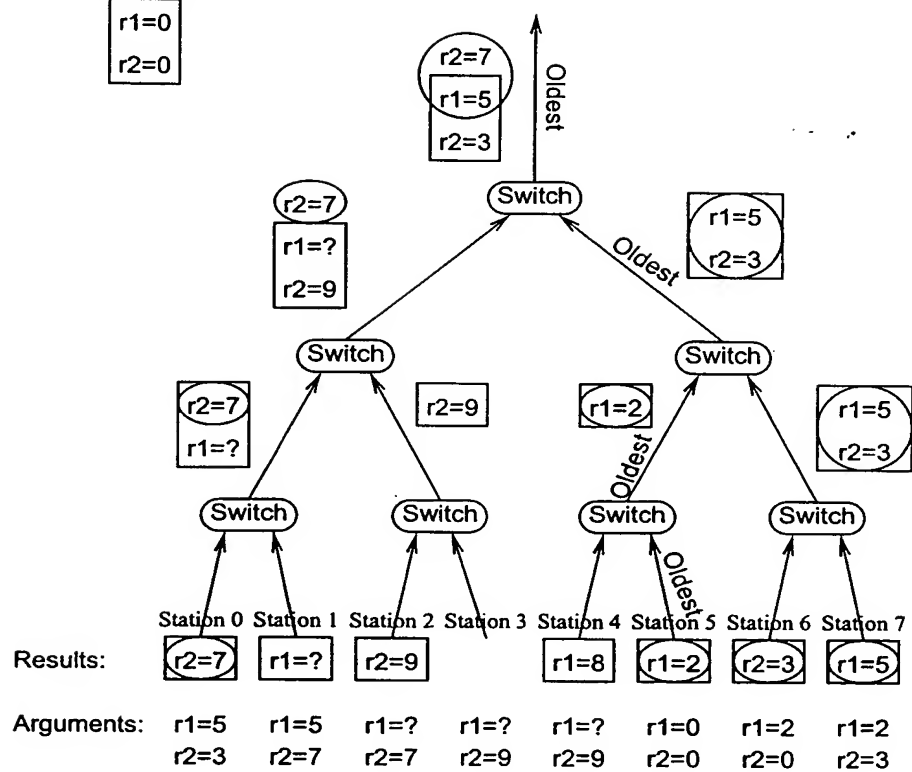 r1=0
r2=0
r2=7
r1=5
r2=3
Oldest
Switch
r2=7
r1=?
r2=9
Oldest
r1=5
r2=3
Switch
Switch
r2=7
r1=?
r2=9
r1=2
Oldest
r1=5
r2=3
Switch
Switch
Switch
Switch
Oldest
Station 0 Station 1 Station 2 Station 3 Station 4 Station 5 Station 6 Station 7
Results: r2=7 r1=? r2=9 r1=8 r1=2 r2=3 r1=5
Arguments: r1=5 r1=5 r1=? r1=? r1=? r1=0 r1=2 r1=2
r2=3 r2=7 r2=7 r2=9 r2=9 r2=0 r2=0 r2=3